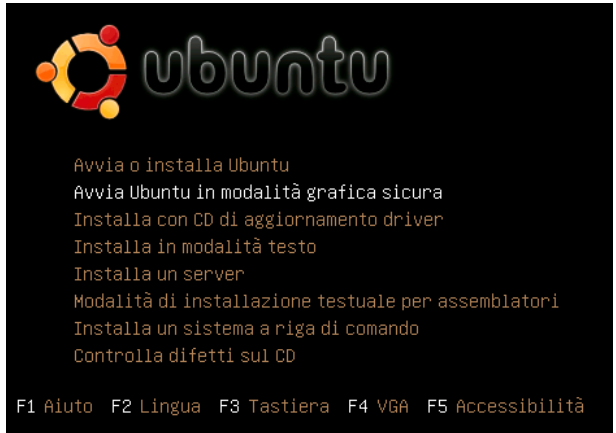 ubuntu
Avvia o installa Ubuntu
Avvia Ubuntu in modalità grafica sicura
Installa con CD di aggiornamento driver
Installa in modalità testo
Installa un server
Modalità di installazione testuale per assemblatori
Installa un sistema a riga di comando
Controlla difetti sul CD
F1 Aiuto F2 Lingua F3 Tastiera F4 VGA F5 Accessibilità